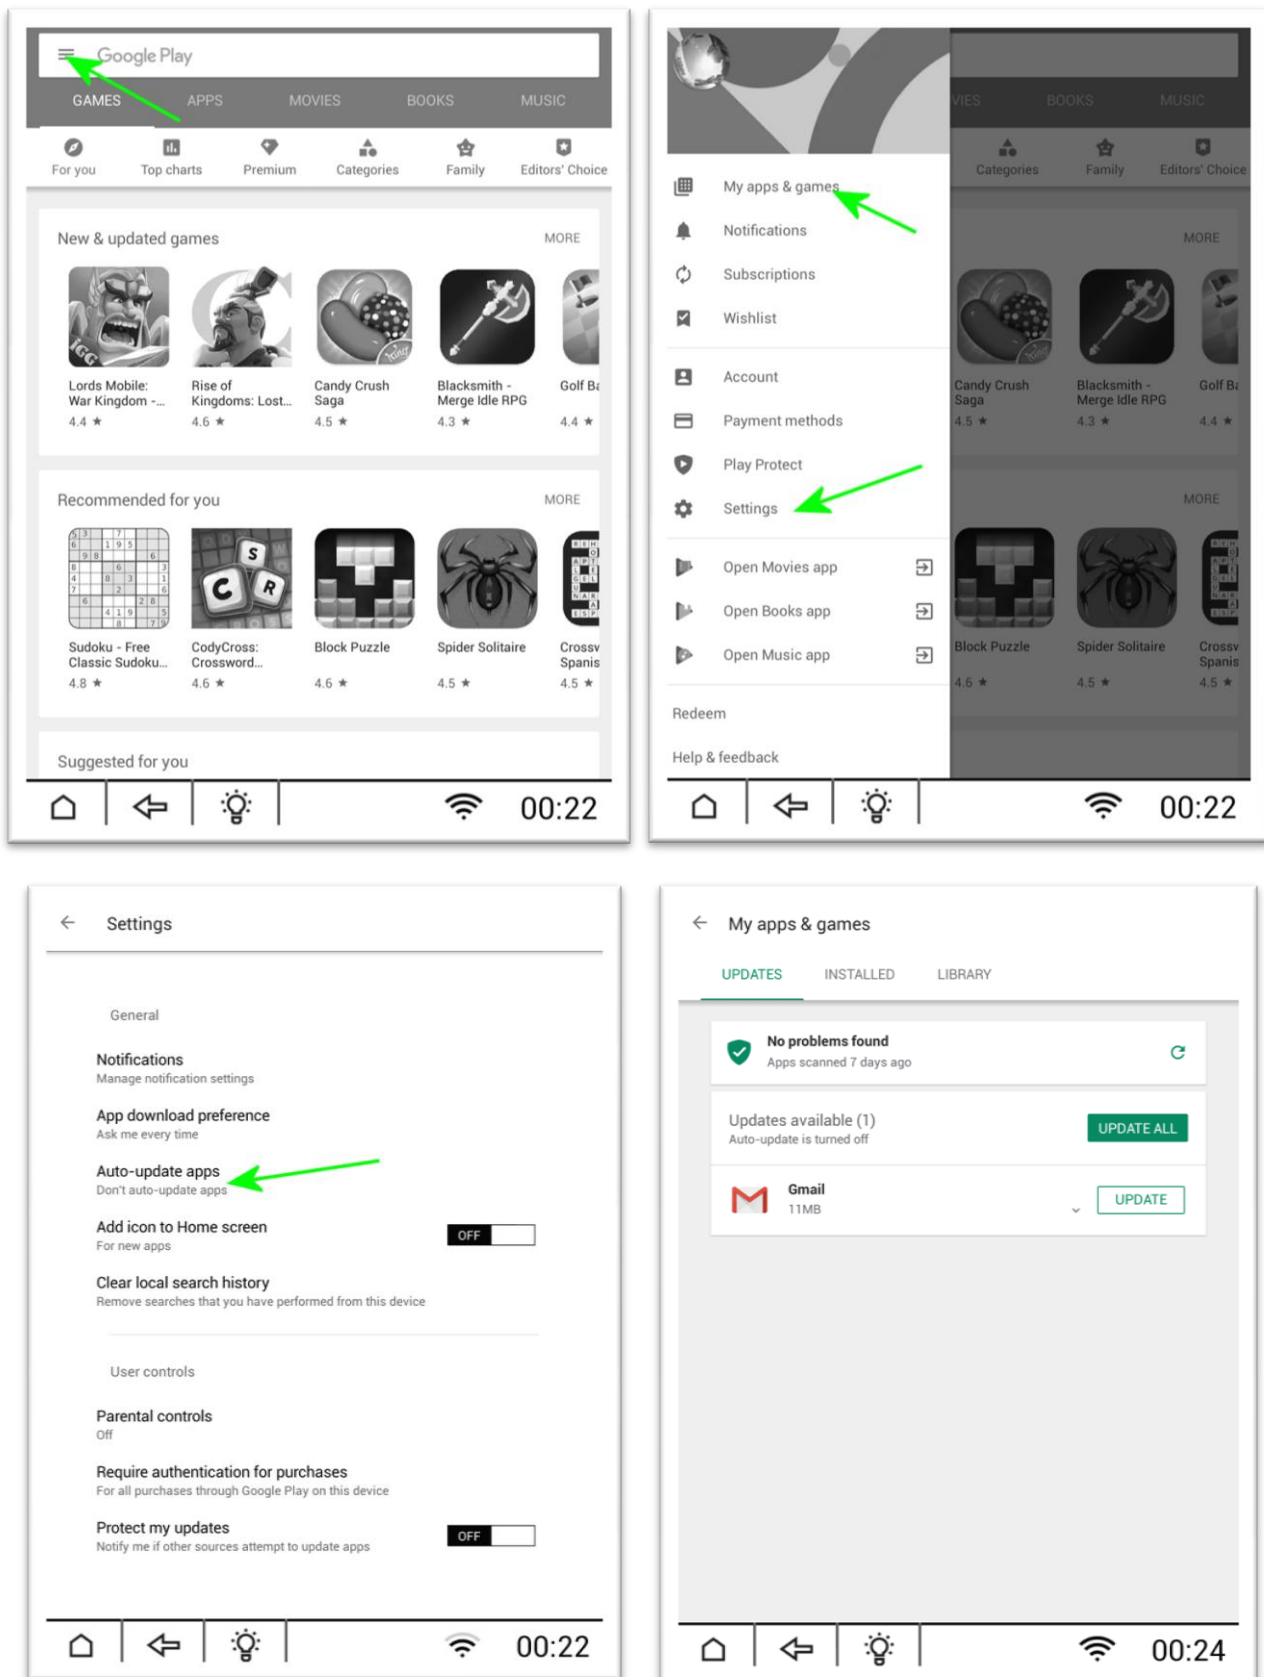 Google Play
GAMES APPS MOVIES BOOKS MUSIC
For you Top charts Premium Categories Family Editors' Choice
New & updated games MORE
Lords Mobile: Rise of Candy Crush Blacksmith - Golf Ba
War Kingdom -... Kingdoms: Lost... Saga Merge Idle RPG
4.4 ★ 4.6 ★ 4.5 ★ 4.3 ★ 4.4 ★
Recommended for you MORE
Sudoku - Free CodyCross: Block Puzzle Spider Solitaire Crossw
Classic Sudoku... Crossword... Spanis
4.8 ★ 4.6 ★ 4.6 ★ 4.5 ★ 4.5 ★
Suggested for you
00:22
VIES BOOKS MUSIC
Categories Family Editors' Choice
My apps & games
Notifications
MORE
Subscriptions
Wishlist
Account
Candy Crush Blacksmith - Golf Ba
Saga Merge Idle RPG
4.5 ★ 4.3 ★ 4.4 ★
Payment methods
Play Protect
Settings
MORE
Open Movies app
Open Books app
Open Music app
Block Puzzle Spider Solitaire Crossw
Spanis
4.6 ★ 4.5 ★ 4.5 ★
Redeem
Help & feedback
00:22
Settings
General
Notifications
Manage notification settings
App download preference
Ask me every time
Auto-update apps
Don't auto-update apps
Add icon to Home screen OFF
For new apps
Clear local search history
Remove searches that you have performed from this device
User controls
Parental controls
Off
Require authentication for purchases
For all purchases through Google Play on this device
Protect my updates OFF
Notify me if other sources attempt to update apps
00:22
My apps & games
UPDATES INSTALLED LIBRARY
No problems found
Apps scanned 7 days ago
Updates available (1) UPDATE ALL
Auto-update is turned off
Gmail UPDATE
11MB
00:24